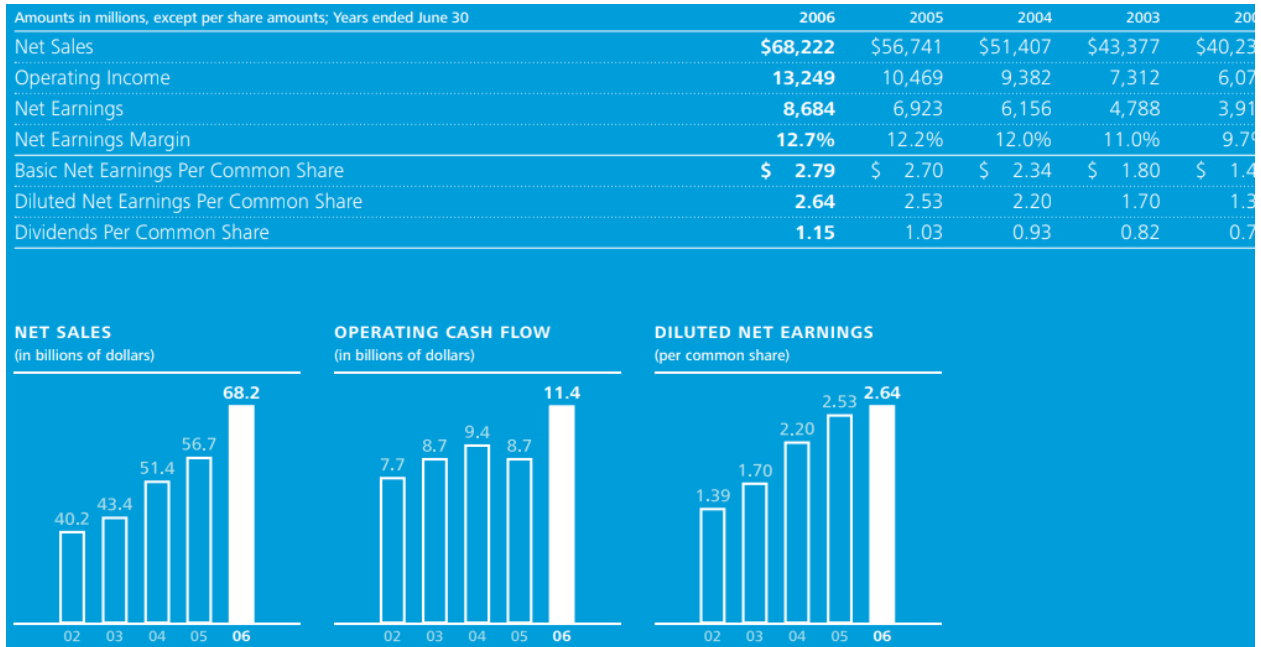 Amounts in millions, except per share amounts; Years ended June 30 2006 2005 2004 2003
Net Sales $68,222 $56,741 $51,407 $43,377
Operating Income 13,249 10,469 9,382 7,312
Net Earnings 8,684 6,923 6,156 4,788
Net Earnings Margin 12.7% 12.2% 12.0% 11.0%
Basic Net Earnings Per Common Share $ 2.79 $ 2.70 $ 2.34 $ 1.80 $
Diluted Net Earnings Per Common Share 2.64 2.53 2.20 1.70
Dividends Per Common Share 1.15 1.03 0.93 0.82
NET SALES
(in billions of dollars)
40.2 43.4 51.4 56.7 68.2
02 03 04 05 06
OPERATING CASH FLOW
(in billions of dollars)
7.7 8.7 9.4 8.7 11.4
02 03 04 05 06
DILUTED NET EARNINGS
(per common share)
1.39 1.70 2.20 2.53 2.64
02 03 04 05 06